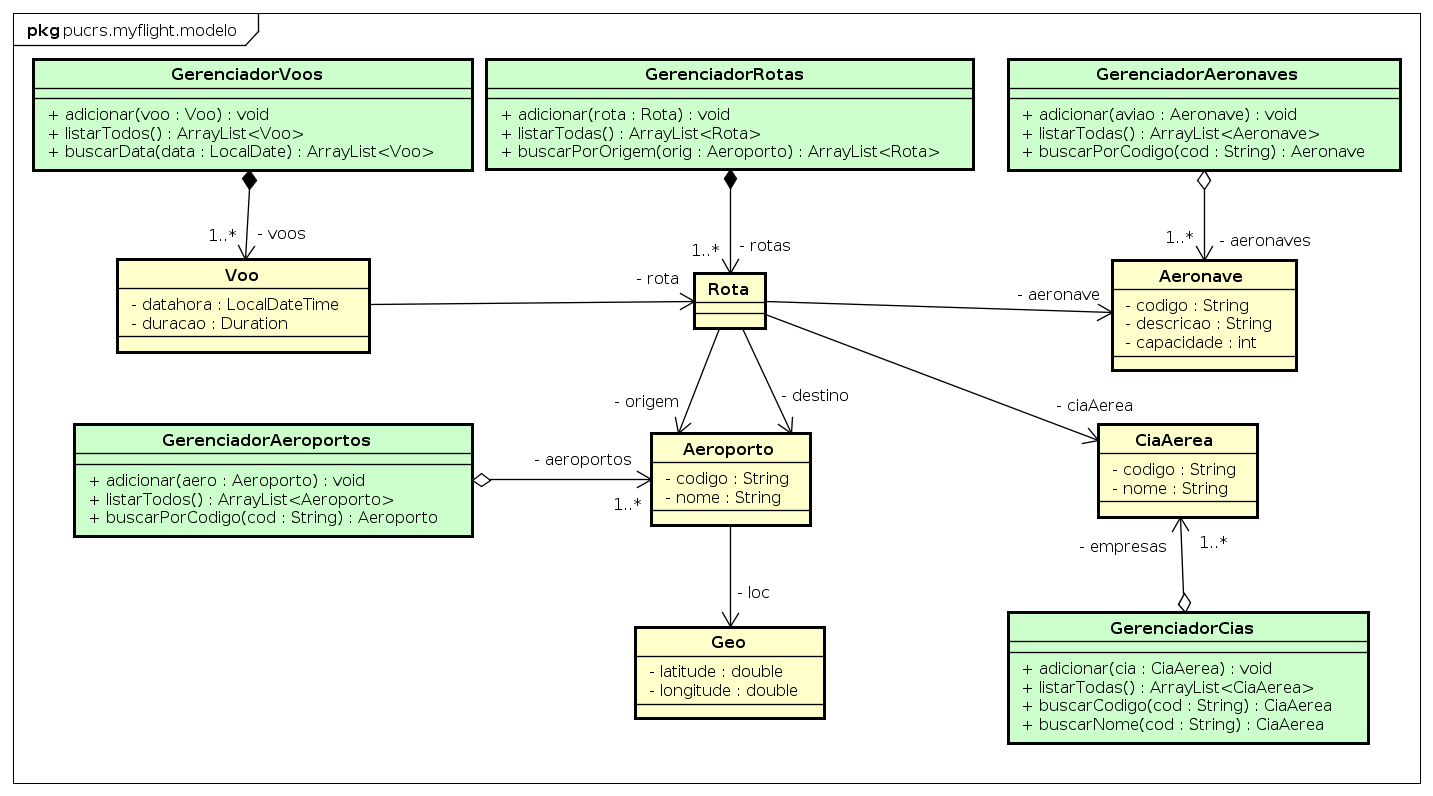 pkg pucrs.myflight.modelo
GerenciadorVoos
+ adicionar(voo : Voo) : void
+ listarTodos() : ArrayList<Voo>
+ buscarData(data : LocalDate) : ArrayList<Voo>
GerenciadorRotas
+ adicionar(rota : Rota) : void
+ listarTodas() : ArrayList<Rota>
+ buscarPorOrigem(orig : Aeroporto) : ArrayList<Rota>
GerenciadorAeronaves
+ adicionar(aviao : Aeronave) : void
+ listarTodas() : ArrayList<Aeronave>
+ buscarPorCodigo(cod : String) : Aeronave
1..*
- voos
1..*
- rotas
1..*
- aeronaves
Voo
- datahora : LocalDateTime
- duracao : Duration
- rota
Rota
- aeronave
Aeronave
- codigo : String
- descricao : String
- capacidade : int
- origem
- destino
- ciaAerea
GerenciadorAeroportos
+ adicionar(aero : Aeroporto) : void
+ listarTodos() : ArrayList<Aeroporto>
+ buscarPorCodigo(cod : String) : Aeroporto
- aeroportos
1..*
Aeroporto
- codigo : String
- nome : String
CiaAerea
- codigo : String
- nome : String
- empresas
1..*
- loc
Geo
- latitude : double
- longitude : double
GerenciadorCias
+ adicionar(cia : CiaAerea) : void
+ listarTodas() : ArrayList<CiaAerea>
+ buscarCodigo(cod : String) : CiaAerea
+ buscarNome(cod : String) : CiaAerea